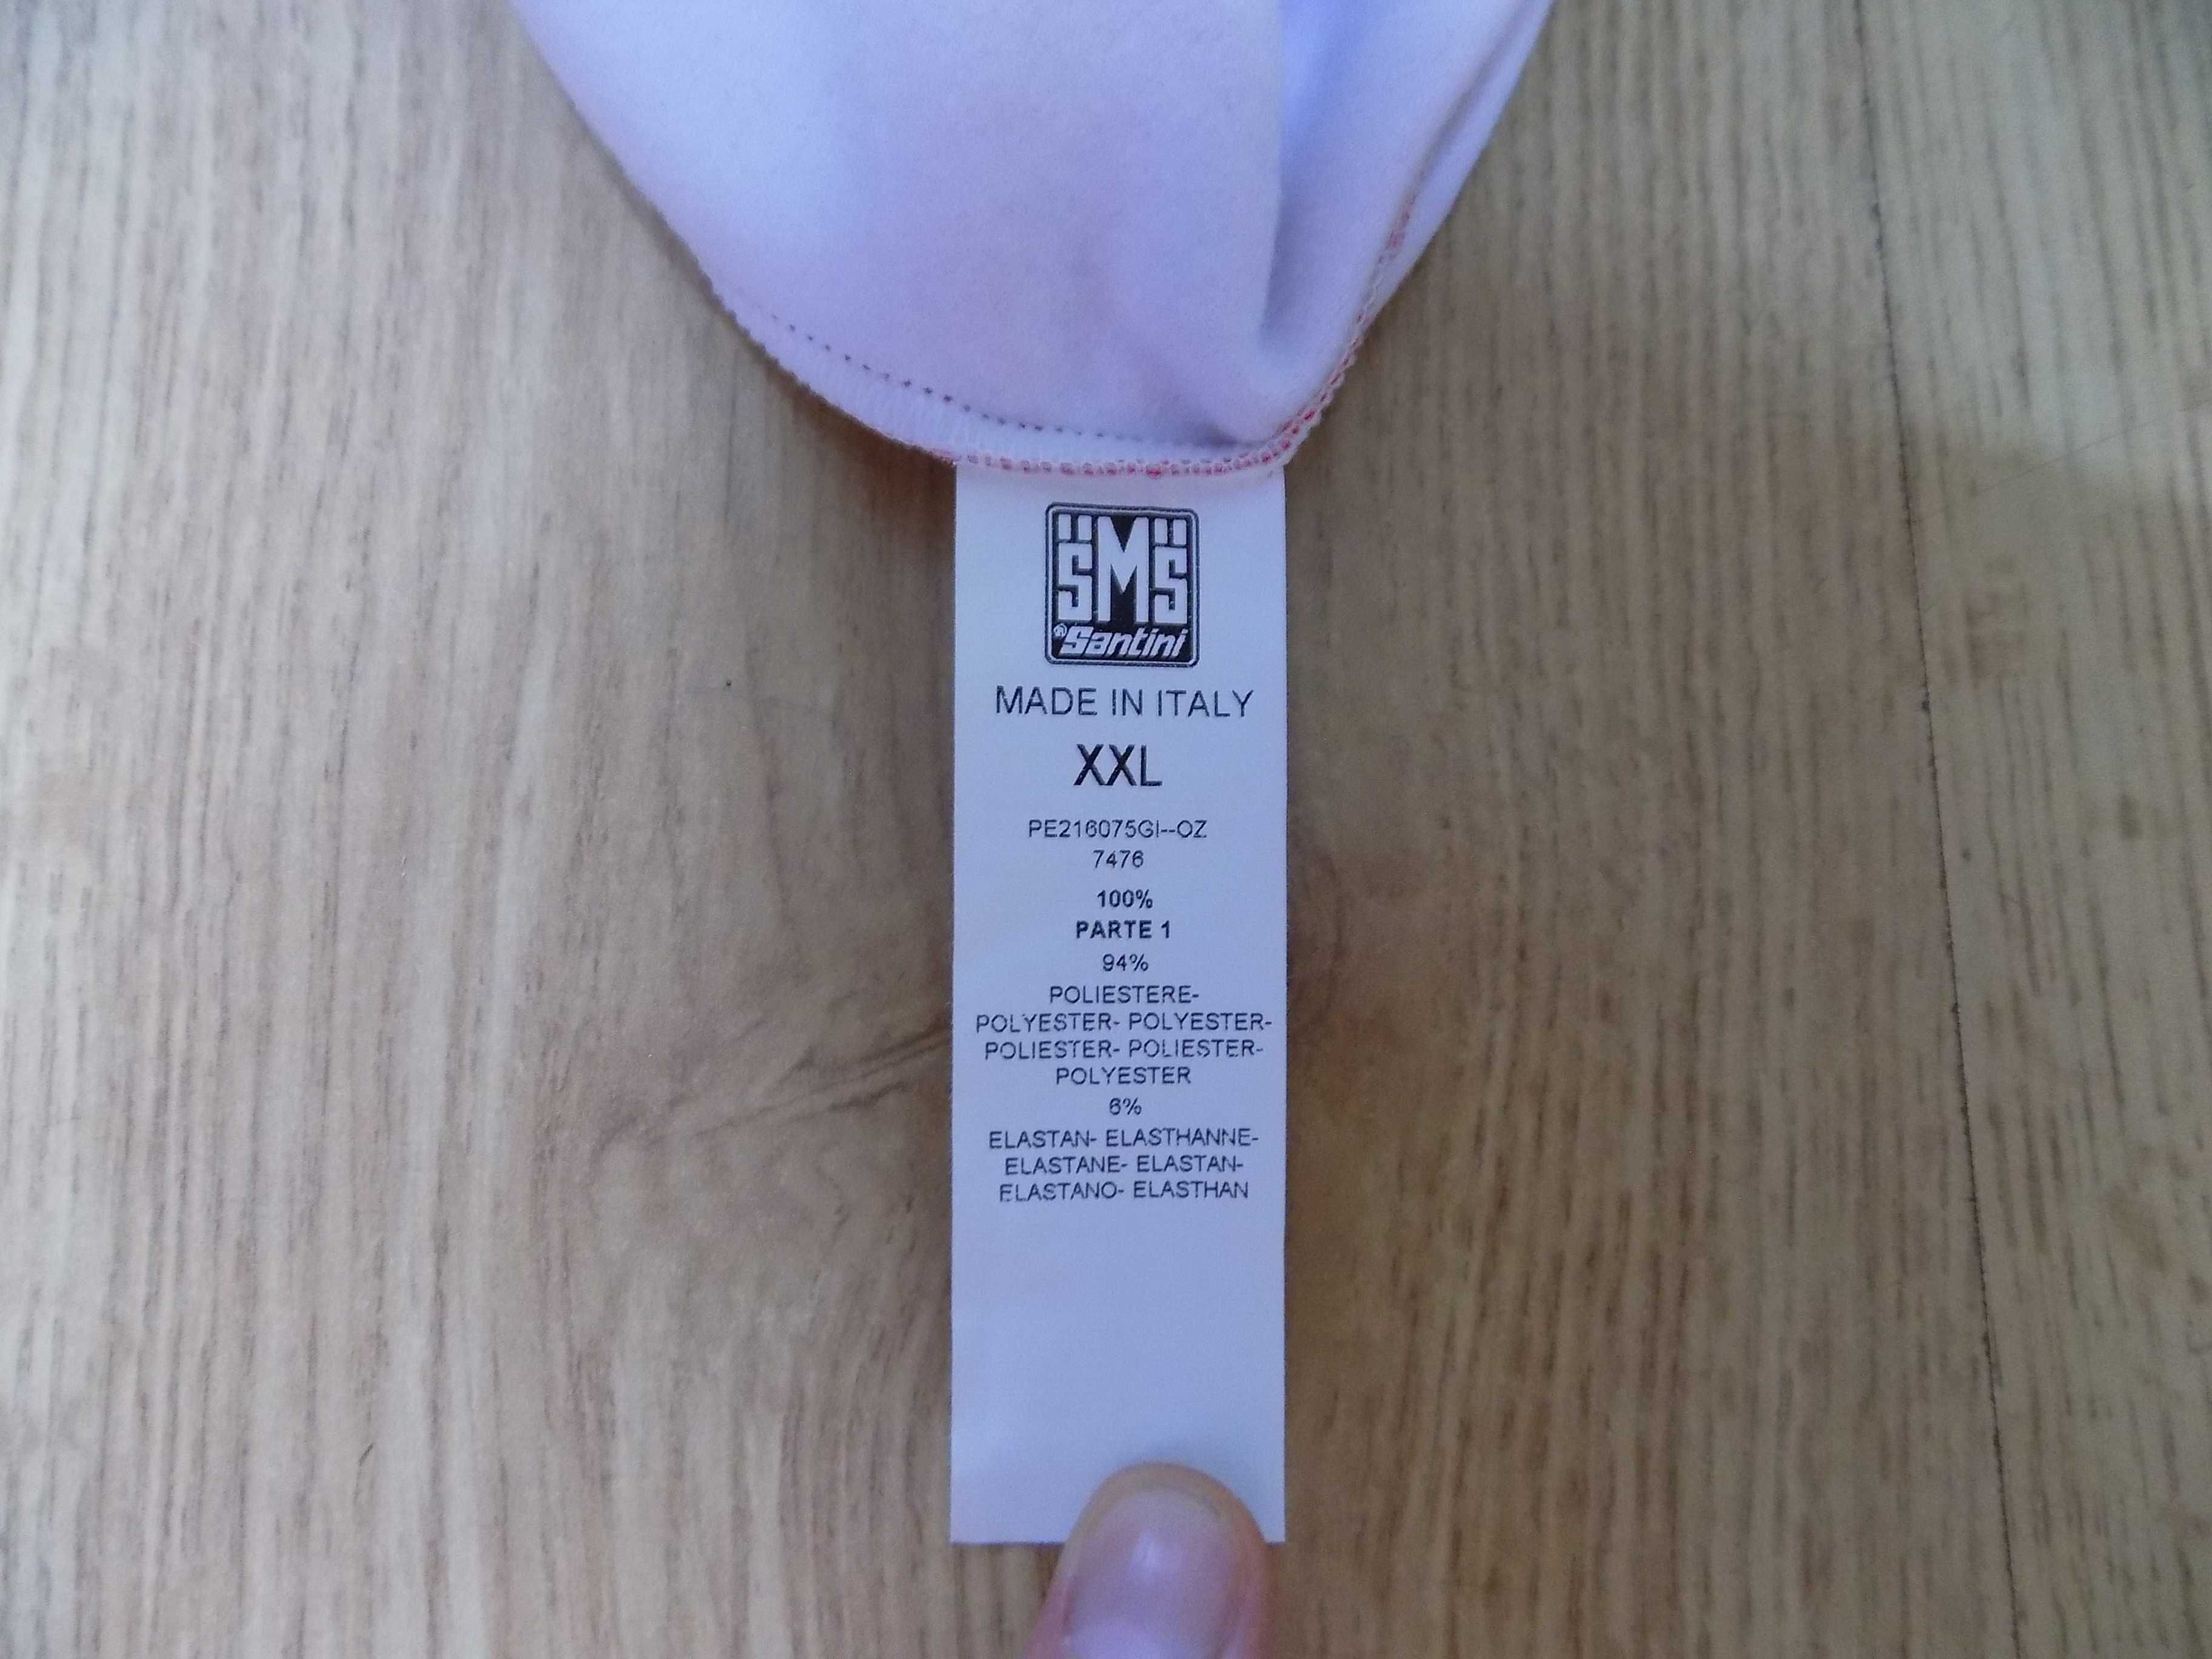 SMS
®Santini
MADE IN ITALY
XXL
PE216075GI--OZ
7476
100%
PARTE 1
94%
POLIESTERE-
POLYESTER- POLYESTER-
POLIESTER- POLIESTER-
POLYESTER
6%
ELASTAN- ELASTHANNE-
ELASTANE- ELASTAN-
ELASTANO- ELASTHAN